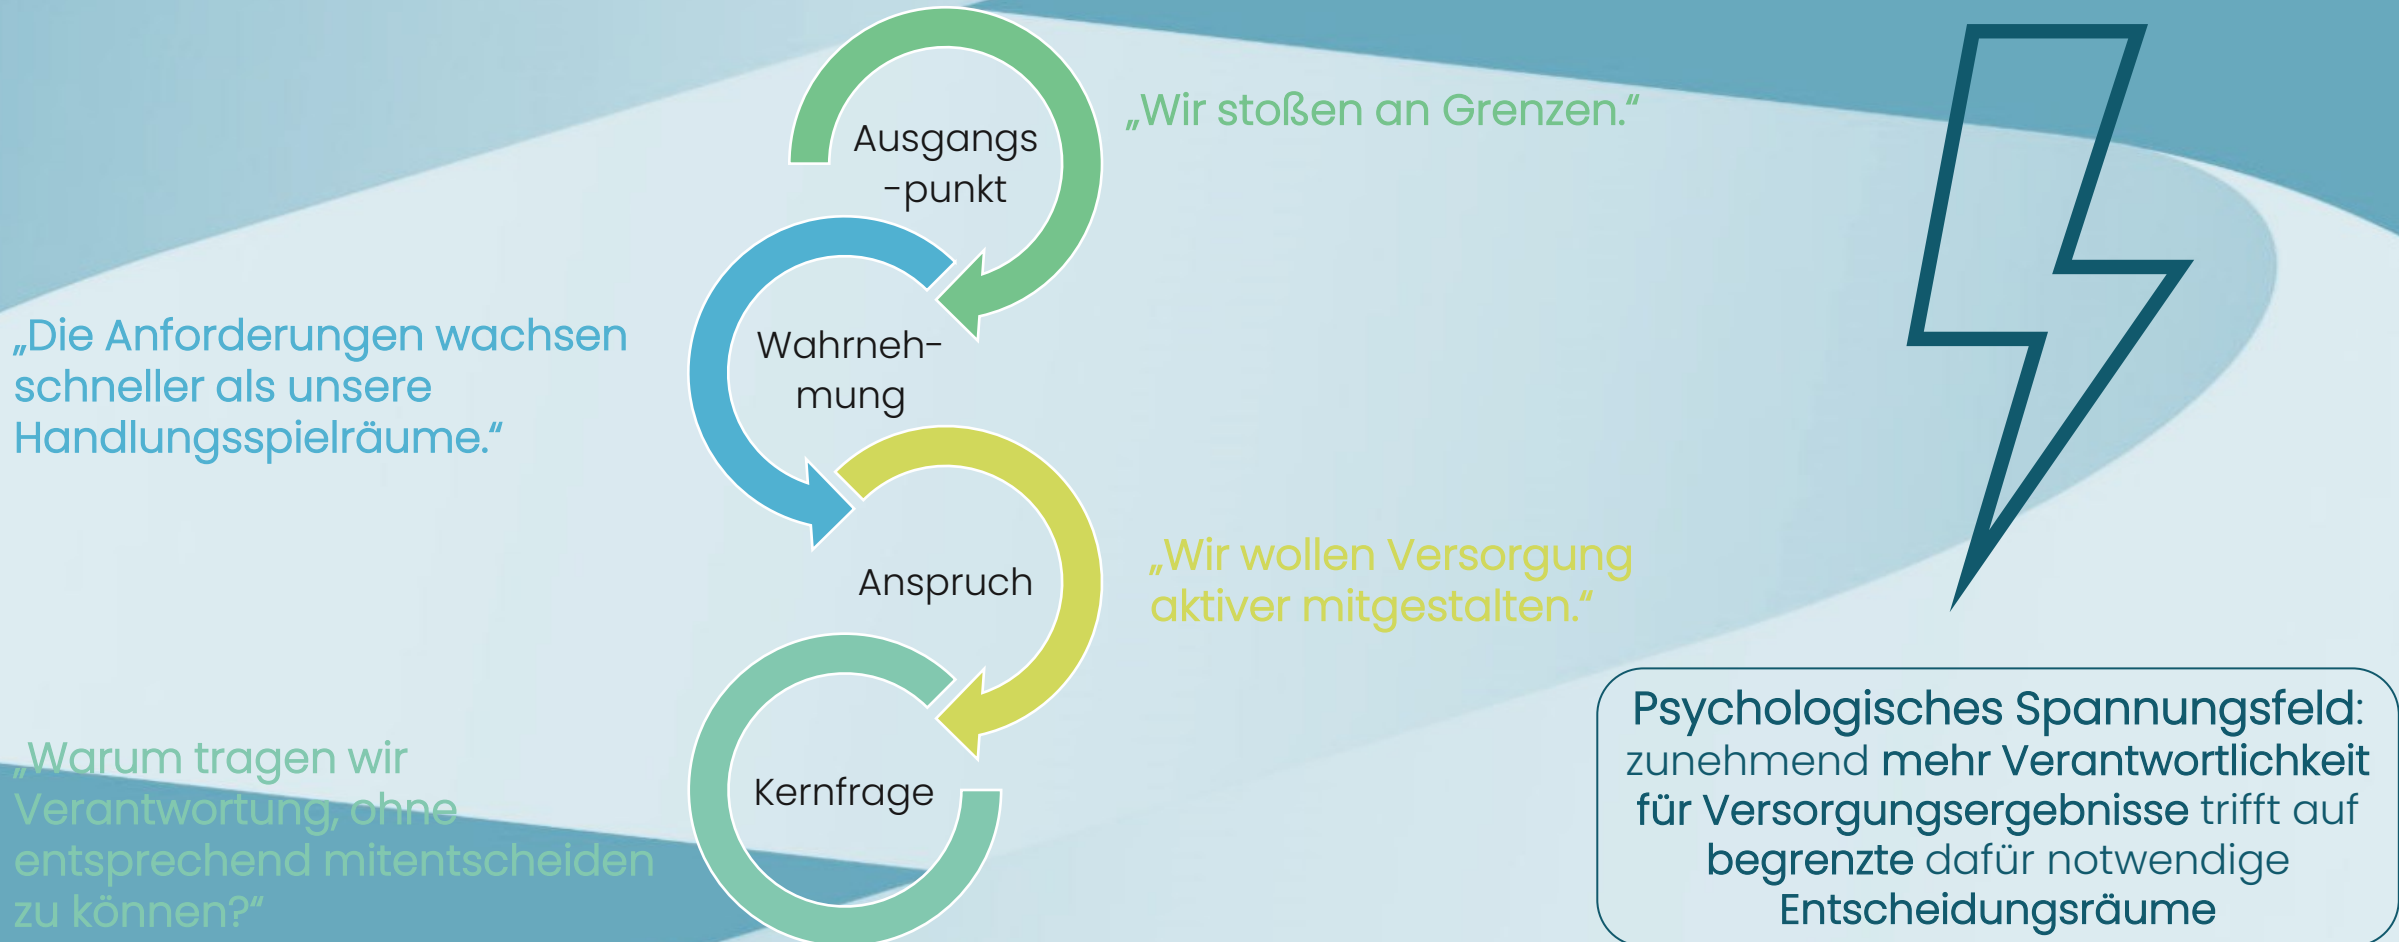 Ausgangs
-punkt
„Wir stoßen an Grenzen.“
Wahrneh-
mung
„Die Anforderungen wachsen
schneller als unsere
Handlungsspielräume.“
Anspruch
„Wir wollen Versorgung
aktiver mitgestalten.“
Kernfrage
„Warum tragen wir
Verantwortung, ohne
entsprechend mitentscheiden
zu können?“
Psychologisches Spannungsfeld:
zunehmend mehr Verantwortlichkeit
für Versorgungsergebnisse trifft auf
begrenzte dafür notwendige
Entscheidungsräume